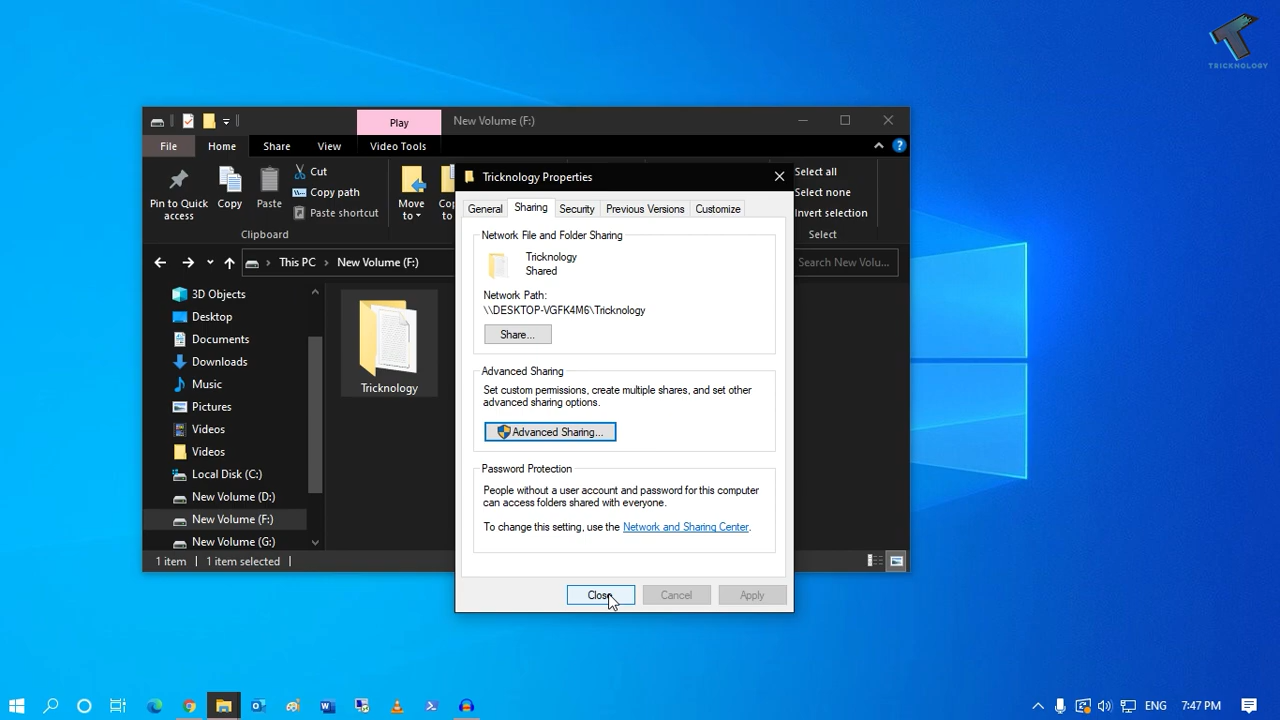 TRICKNOLOGY
Play
New Volume (F:)
File
Home
Share
View
Video Tools
Pin to Quick
access
Copy
Paste
Cut
Copy path
Paste shortcut
Clipboard
Move
to
Select all
Select none
Invert selection
Select
This PC
New Volume (F:)
Search New Volu...
3D Objects
Desktop
Documents
Downloads
Music
Pictures
Videos
Videos
Local Disk (C:)
New Volume (D:)
New Volume (F:)
New Volume (G:)
Tricknology
1 item
1 item selected
Tricknology Properties
General
Sharing
Security
Previous Versions
Customize
Network File and Folder Sharing
Tricknology
Shared
Network Path:
\\DESKTOP-VGFK4M6\Tricknology
Share...
Advanced Sharing
Set custom permissions, create multiple shares, and set other
advanced sharing options.
Advanced Sharing...
Password Protection
People without a user account and password for this computer
can access folders shared with everyone.
To change this setting, use the Network and Sharing Center.
Close
Cancel
Apply
ENG
7:47 PM